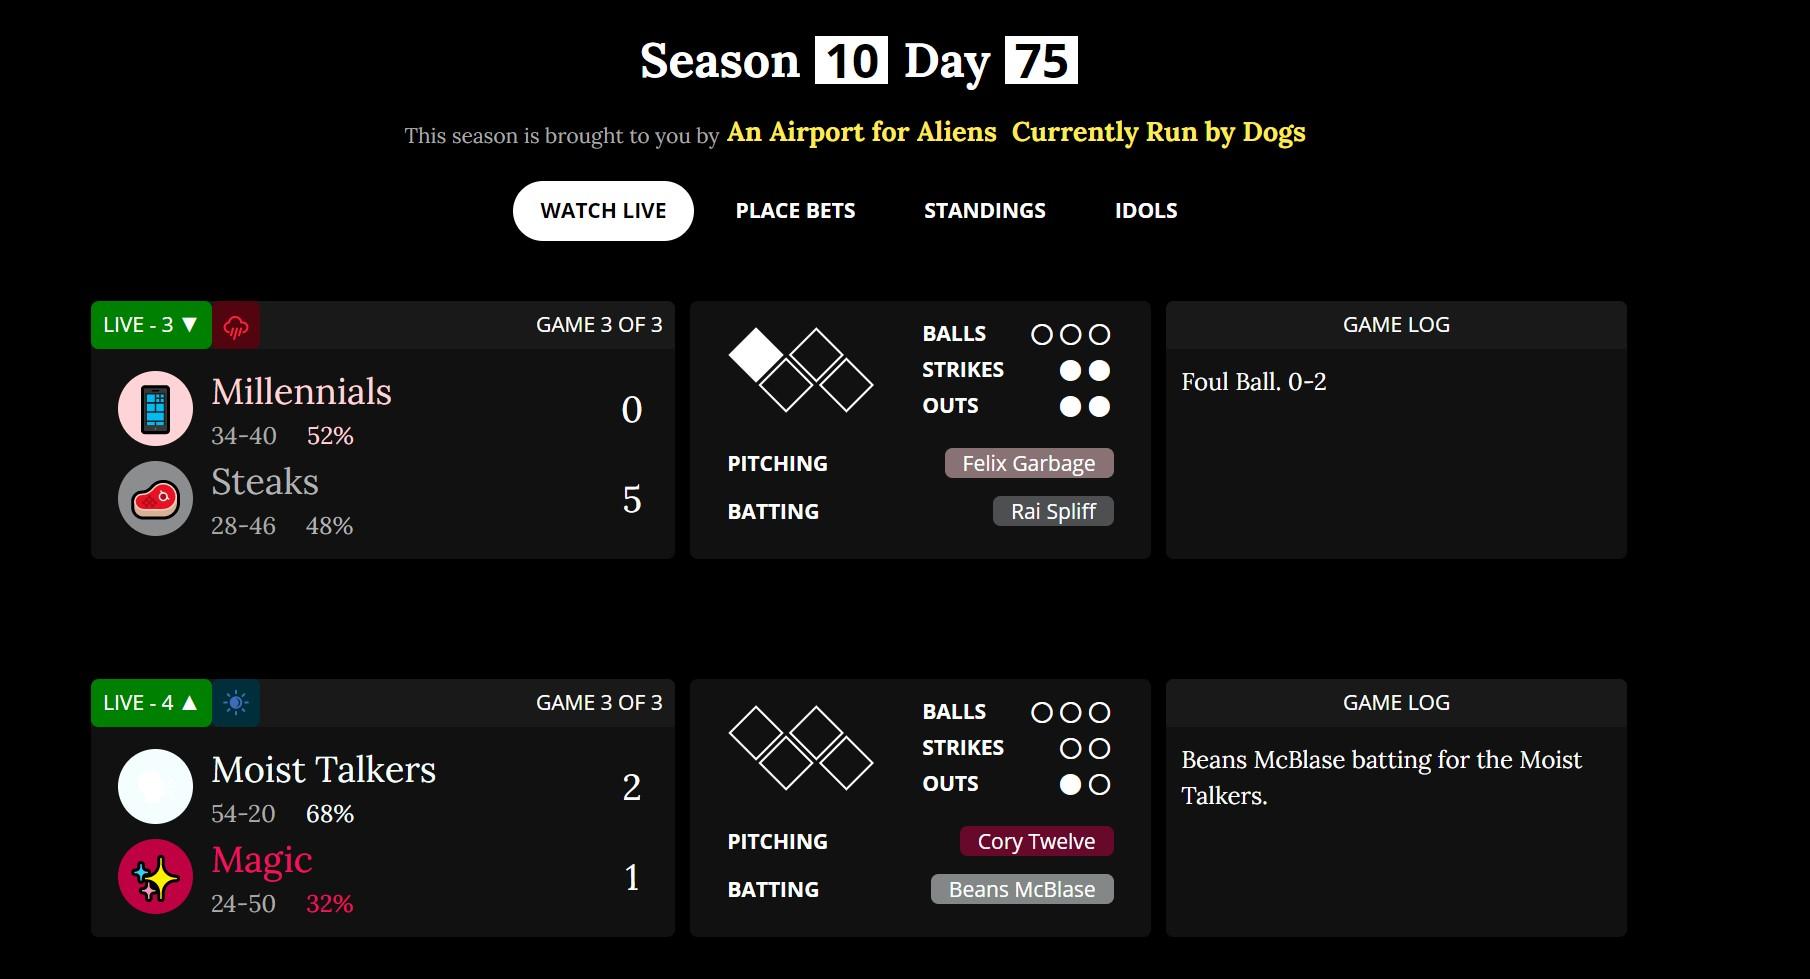 Season 10 Day 75
This season is brought to you by An Airport for Aliens Currently Run by Dogs
WATCH LIVE PLACE BETS STANDINGS IDOLS
LIVE - 3 ▼ GAME 3 OF 3
Millennials 0
34-40 52%
Steaks 5
28-46 48%
BALLS
STRIKES
OUTS
PITCHING Felix Garbage
BATTING Rai Spliff
GAME LOG
Foul Ball. 0-2
LIVE - 4 ▲ GAME 3 OF 3
Moist Talkers 2
54-20 68%
Magic 1
24-50 32%
BALLS
STRIKES
OUTS
PITCHING Cory Twelve
BATTING Beans McBlase
GAME LOG
Beans McBlase batting for the Moist
Talkers.